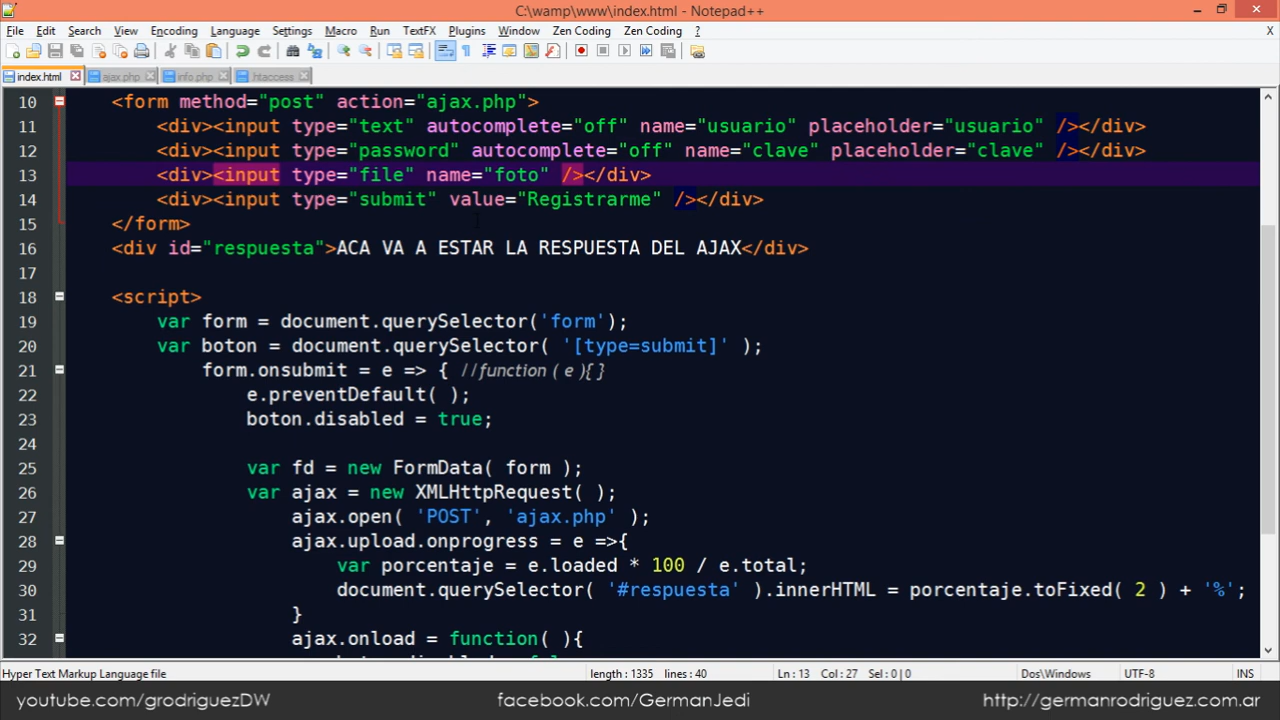 C:\wamp\www\index.html - Notepad++
File Edit Search View Encoding Language Settings Macro Run TextFX Plugins Window Zen Coding Zen Coding ? X
index.html ajax.php info.php .htaccess
10 <form method="post" action="ajax.php">
11 <div><input type="text" autocomplete="off" name="usuario" placeholder="usuario" /></div>
12 <div><input type="password" autocomplete="off" name="clave" placeholder="clave" /></div>
13 <div><input type="file" name="foto" /></div>
14 <div><input type="submit" value="Registrarme" /></div>
15 </form>
16 <div id="respuesta">ACA VA A ESTAR LA RESPUESTA DEL AJAX</div>
17
18 <script>
19 var form = document.querySelector('form');
20 var boton = document.querySelector( '[type=submit]' );
21 form.onsubmit = e => { //function ( e ){ }
22 e.preventDefault( );
23 boton.disabled = true;
24
25 var fd = new FormData( form );
26 var ajax = new XMLHttpRequest( );
27 ajax.open( 'POST', 'ajax.php' );
28 ajax.upload.onprogress = e =>{
29 var porcentaje = e.loaded * 100 / e.total;
30 document.querySelector( '#respuesta' ).innerHTML = porcentaje.toFixed( 2 ) + '%';
31 }
32 ajax.onload = function( ){
Hyper Text Markup Language file length : 1335 lines : 40 Ln : 13 Col : 27 Sel : 0 | 0 Dos\Windows UTF-8 INS
youtube.com/grodriguezDW facebook.com/GermanJedi http://germanrodriguez.com.ar